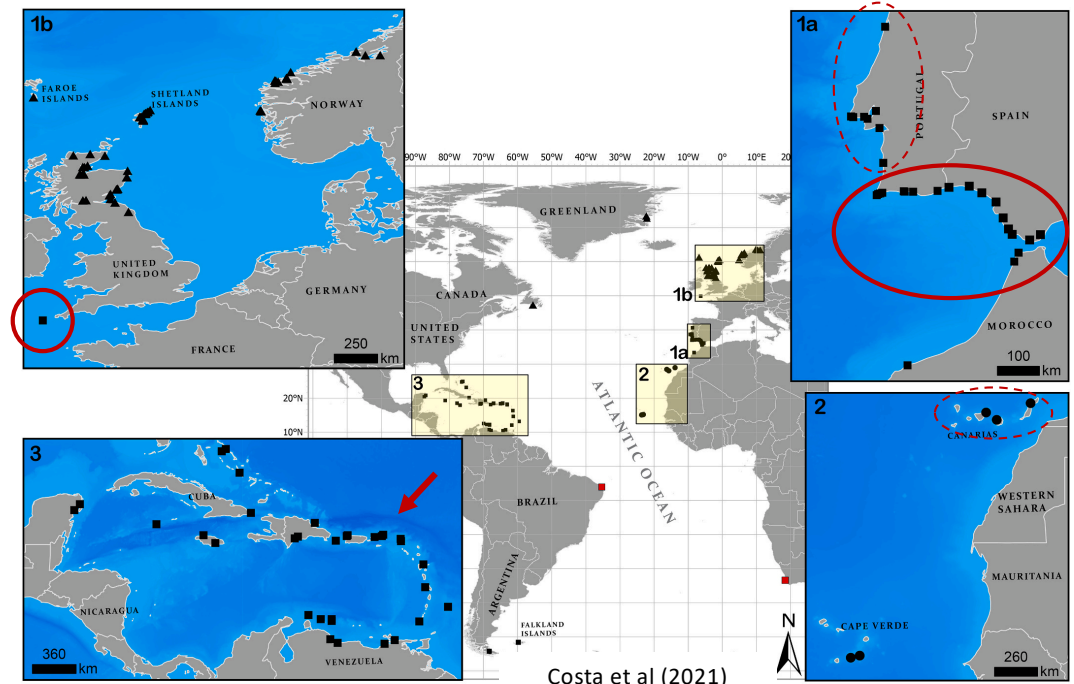 1b
FAROE
ISLANDS
SHETLAND
ISLANDS
NORWAY
UNITED
KINGDOM
GERMANY
FRANCE
250
km
1a
PORTUGAL
SPAIN
MOROCCO
100
km
90°W 80°W 70°W 60°W 50°W 40°W 30°W 20°W 10°W 0° 10°E 20
GREENLAND
CANADA
UNITED
STATES
1b
1a
2
3
20°N
10°N
ATLANTIC OCEAN
BRAZIL
ARGENTINA
FALKLAND
ISLANDS
N
Costa et al (2021)
3
CUBA
NICARAGUA
VENEZUELA
360
km
2
CANARIAS
WESTERN
SAHARA
MAURITANIA
CAPE VERDE
260
km